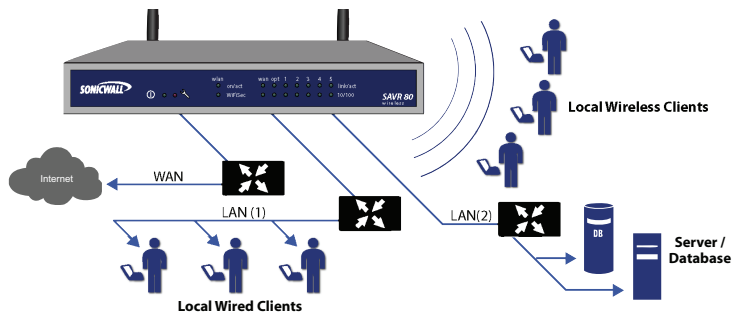 wlan
wan opt 1 2 3 4 5
on/act
link/act
WiFiSec
10/100
SONICWALL
SAVR 80
wireless
Local Wireless Clients
Internet
WAN
LAN (1)
LAN(2)
DB
Server /
Database
Local Wired Clients